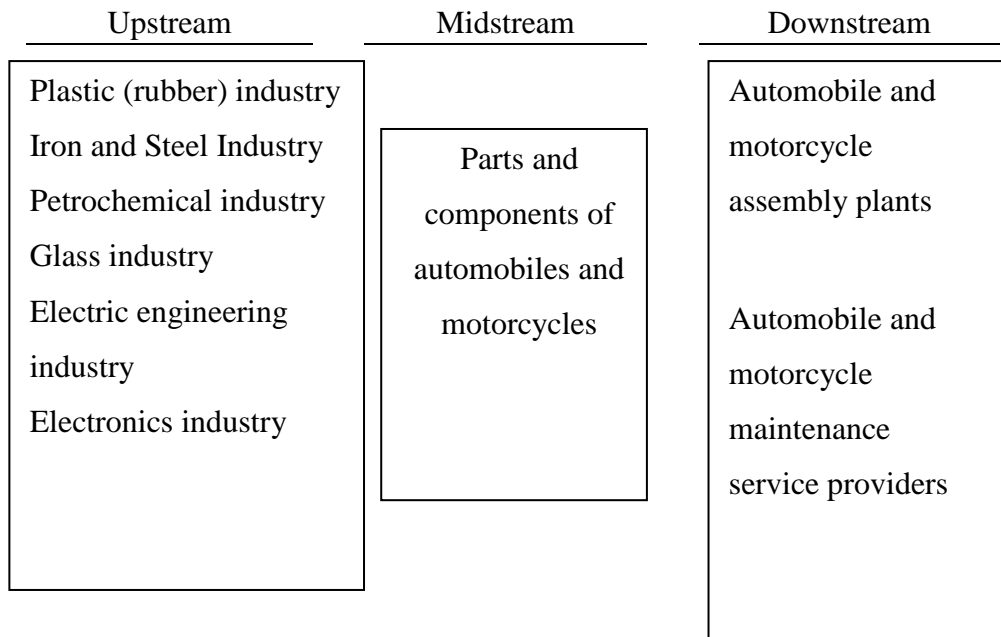 Upstream
Midstream
Downstream
Plastic (rubber) industry
Iron and Steel Industry
Petrochemical industry
Glass industry
Electric engineering
industry
Electronics industry
Parts and
components of
automobiles and
motorcycles
Automobile and
motorcycle
assembly plants
Automobile and
motorcycle
maintenance
service providers